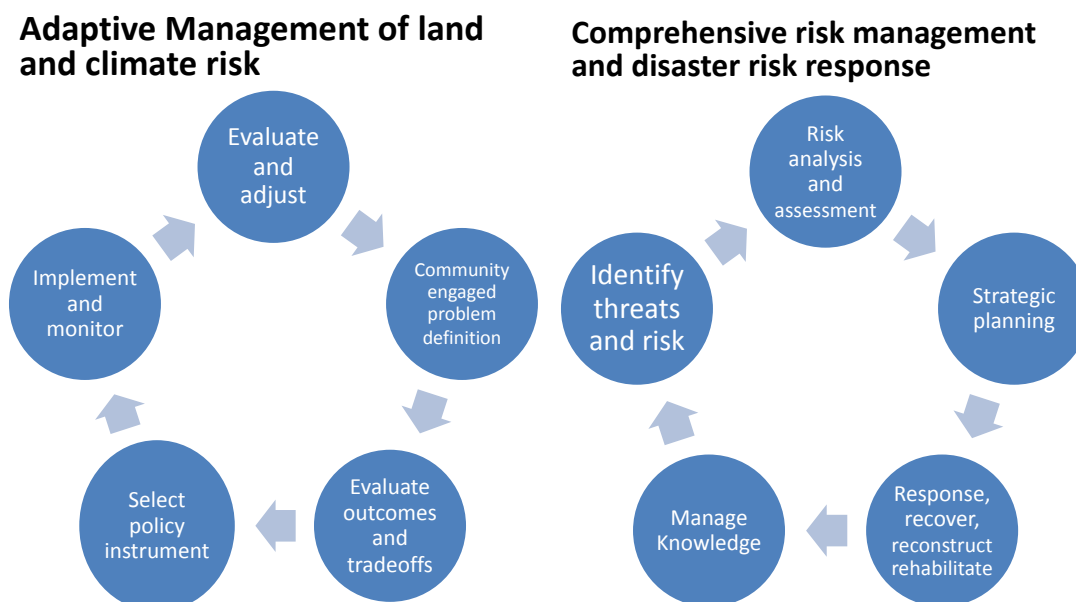 Adaptive Management of land
and climate risk
Evaluate
and
adjust
Community
engaged
problem
definition
Evaluate
outcomes
and
tradeoffs
Select
policy
instrument
Implement
and
monitor
Comprehensive risk management
and disaster risk response
Risk
analysis
and
assessment
Strategic
planning
Response,
recover,
reconstruct
rehabilitate
Manage
Knowledge
Identify
threats
and risk